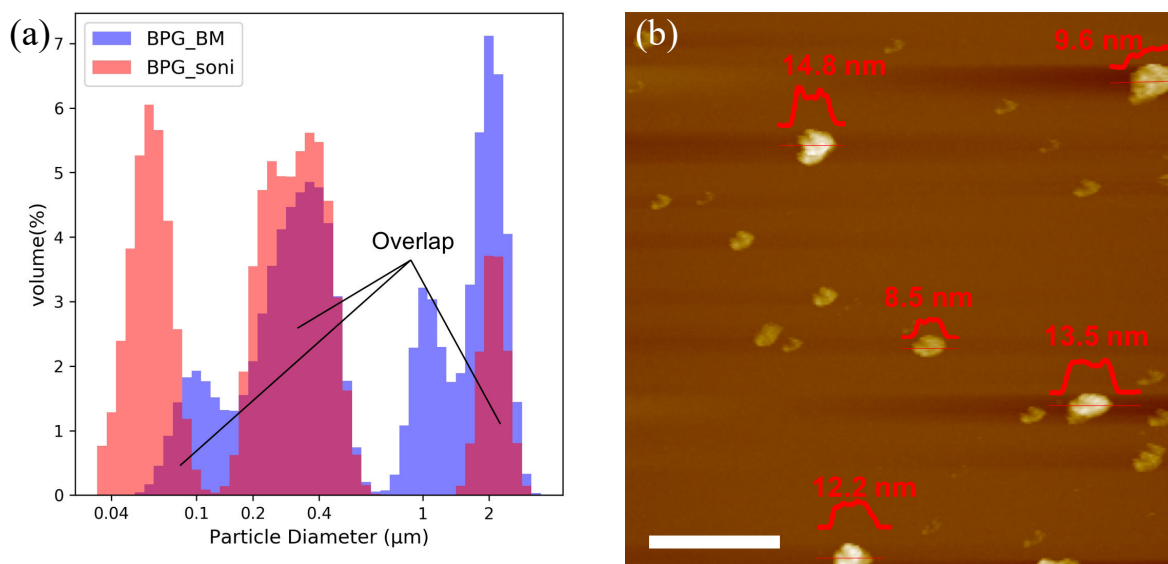 (a)
BPG_BM
BPG_soni
Overlap
volume(%)
7
6
5
4
3
2
1
0
0.04 0.1 0.2 0.4 1 2
Particle Diameter (μm)
(b)
14.8 nm
9.6 nm
8.5 nm
13.5 nm
12.2 nm